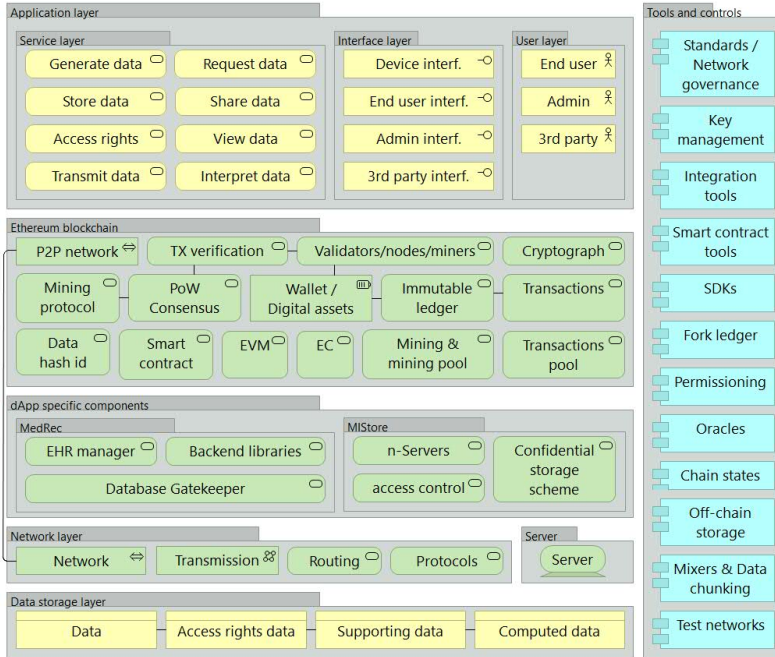 Application layer
Service layer
Generate data
Request data
Store data
Share data
Access rights
View data
Transmit data
Interpret data
Interface layer
Device interf.
End user interf.
Admin interf.
3rd party interf.
User layer
End user
Admin
3rd party
Ethereum blockchain
P2P network
TX verification
Validators/nodes/miners
Cryptograph
Mining
protocol
PoW
Consensus
Wallet /
Digital assets
Immutable
ledger
Transactions
Data
hash id
Smart
contract
EVM
EC
Mining &
mining pool
Transactions
pool
dApp specific components
MedRec
EHR manager
Backend libraries
Database Gatekeeper
MIStore
n-Servers
access control
Confidential
storage
scheme
Network layer
Network
Transmission
Routing
Protocols
Server
Server
Data storage layer
Data
Access rights data
Supporting data
Computed data
Tools and controls
Standards /
Network
governance
Key
management
Integration
tools
Smart contract
tools
SDKs
Fork ledger
Permissioning
Oracles
Chain states
Off-chain
storage
Mixers & Data
chunking
Test networks